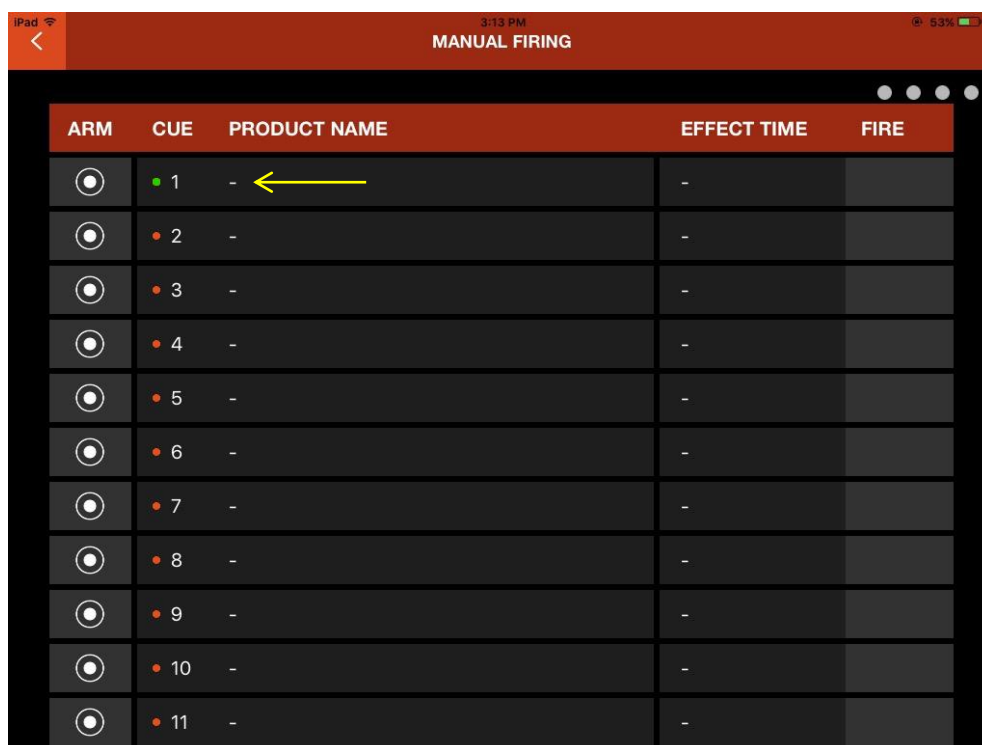 iPad 3:13 PM 53%
MANUAL FIRING
ARM CUE PRODUCT NAME EFFECT TIME FIRE
1 - -
2 - -
3 - -
4 - -
5 - -
6 - -
7 - -
8 - -
9 - -
10 - -
11 - -